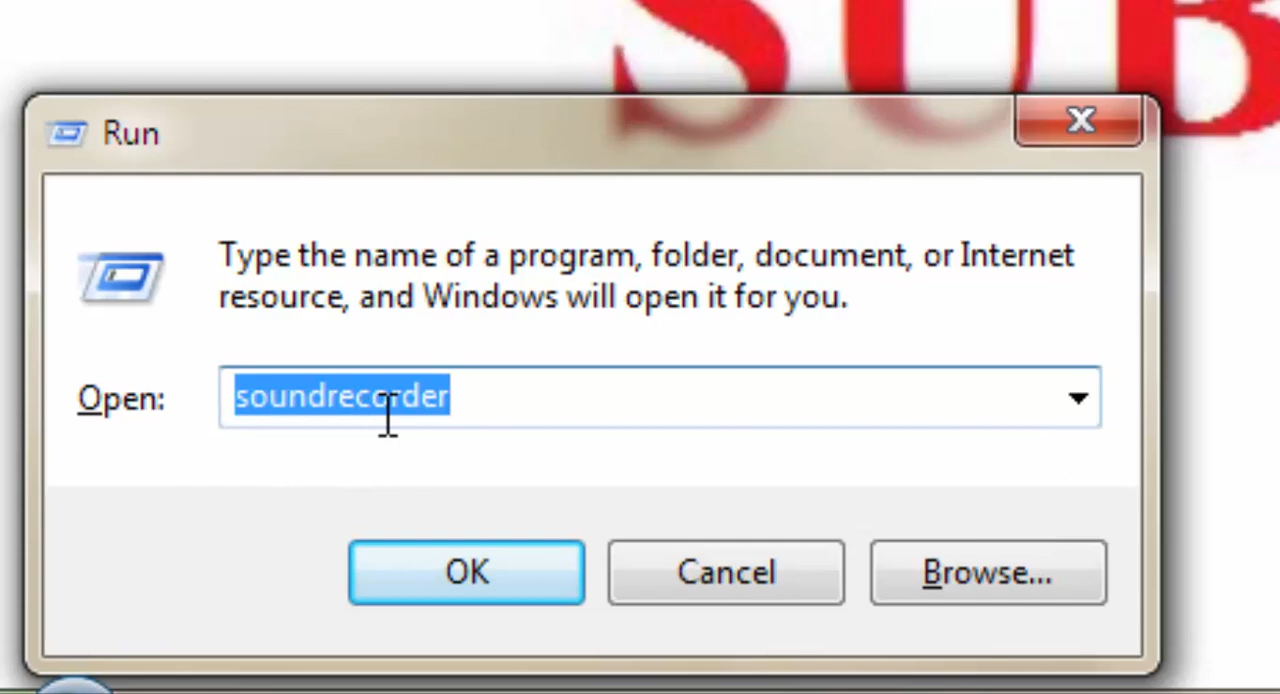 SUB
Run
Type the name of a program, folder, document, or Internet
resource, and Windows will open it for you.
Open: soundrecorder
OK Cancel Browse...